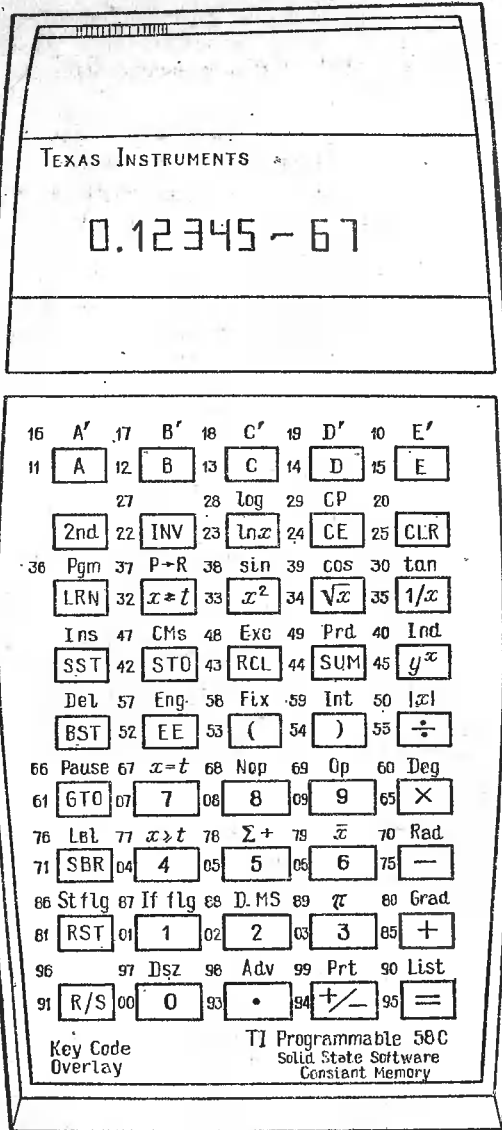 TEXAS INSTRUMENTS
0.12345-67
16 A' 17 B' 18 C' 19 D' 10 E'
11 A 12 B 13 C 14 D 15 E
27 28 log 29 CP 20
2nd 22 INV 23 lnx 24 CE 25 CLR
36 Pgm 37 P→R 38 sin 39 cos 30 tan
LRN 32 x≷t 33 x² 34 √x 35 1/x
Ins 47 CMs 48 Exc 49 Prd 40 Ind
SST 42 STO 43 RCL 44 SUM 45 yˣ
Del 57 Eng 58 Fix 59 Int 50 |x|
BST 52 EE 53 ( 54 ) 55 ÷
66 Pause 67 x=t 68 Nop 69 Op 60 Deg
61 GTO 07 7 08 8 09 9 65 ×
76 Lbl 77 x≥t 78 Σ+ 79 x̄ 70 Rad
71 SBR 04 4 05 5 06 6 75 −
86 St flg 87 If flg 88 D.MS 89 π 80 Grad
81 RST 01 1 02 2 03 3 85 +
96 97 Dsz 98 Adv 99 Prt 90 List
91 R/S 00 0 93 • 94 +/− 95 =
Key Code TI Programmable 58C
Overlay Solid State Software
Constant Memory